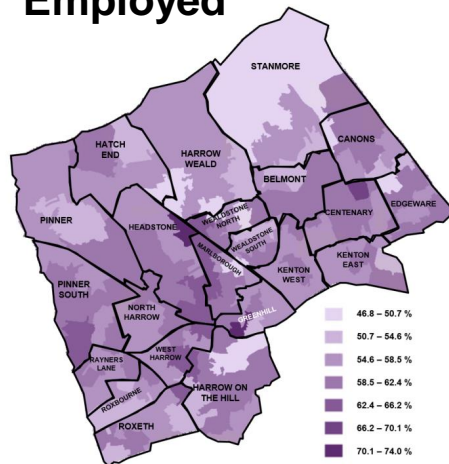 Employed
STANMORE
HATCH
END
HARROW
WEALD
CANONS
BELMONT
PINNER
HEADSTONE
WEALDSTONE
NORTH
CENTENARY
EDGEWARE
WEALDSTONE
SOUTH
MARLBOROUGH
KENTON
WEST
KENTON
EAST
PINNER
SOUTH
NORTH
HARROW
GREENHILL
WEST
HARROW
RAYNERS
LANE
HARROW ON
THE HILL
ROXBOURNE
ROXETH
46.8 – 50.7 %
50.7 – 54.6 %
54.6 – 58.5 %
58.5 – 62.4 %
62.4 – 66.2 %
66.2 – 70.1 %
70.1 – 74.0 %